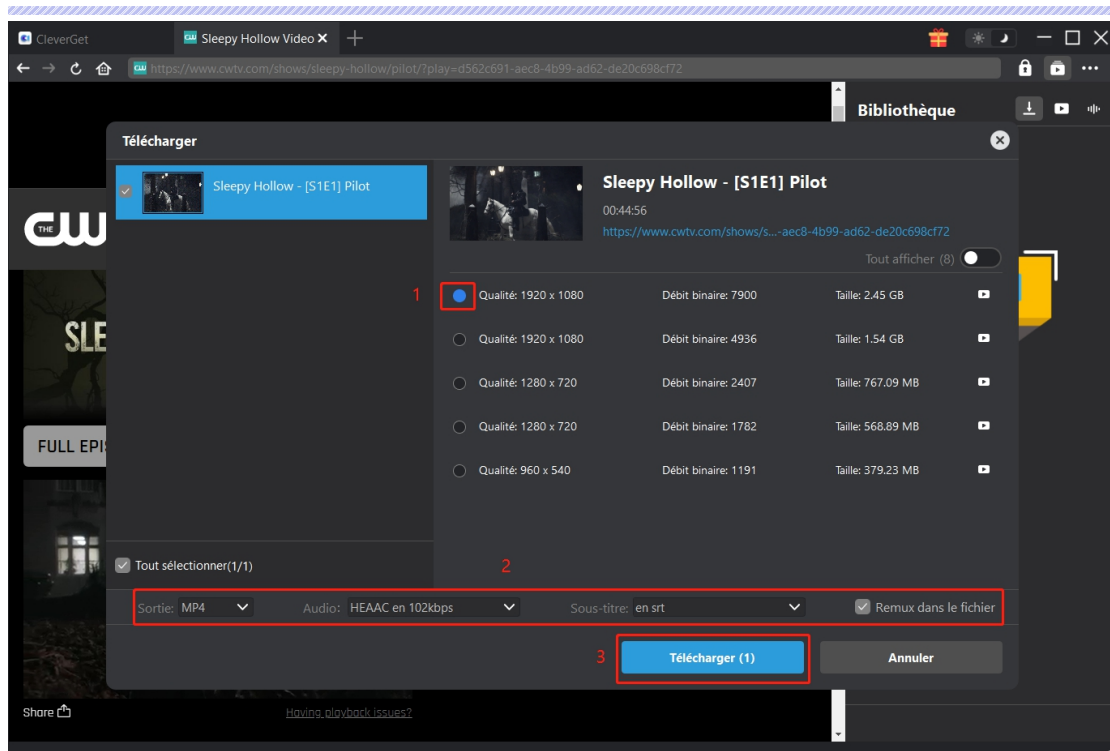 CleverGet
CW Sleepy Hollow Video
https://www.cwtv.com/shows/sleepy-hollow/pilot/?play=d562c691-aec8-4b99-ad62-de20c698cf72
Bibliothèque
Télécharger
Sleepy Hollow - [S1E1] Pilot
Sleepy Hollow - [S1E1] Pilot
00:44:56
https://www.cwtv.com/shows/s...-aec8-4b99-ad62-de20c698cf72
Tout afficher (8)
THE CW
SLE
FULL EPI
1
Qualité: 1920 x 1080 Débit binaire: 7900 Taille: 2.45 GB
Qualité: 1920 x 1080 Débit binaire: 4936 Taille: 1.54 GB
Qualité: 1280 x 720 Débit binaire: 2407 Taille: 767.09 MB
Qualité: 1280 x 720 Débit binaire: 1782 Taille: 568.89 MB
Qualité: 960 x 540 Débit binaire: 1191 Taille: 379.23 MB
Tout sélectionner(1/1)
2
Sortie: MP4 Audio: HEAAC en 102kbps Sous-titre: en srt Remux dans le fichier
3 Télécharger (1) Annuler
Share Having playback issues?